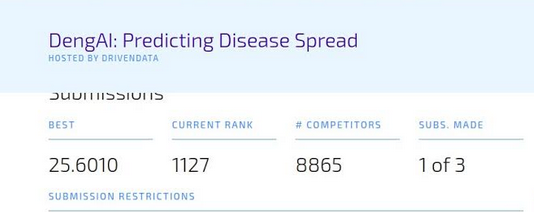 DengAI: Predicting Disease Spread
HOSTED BY DRIVENDATA
Submissions
BEST CURRENT RANK # COMPETITORS SUBS. MADE
25.6010 1127 8865 1 of 3
SUBMISSION RESTRICTIONS